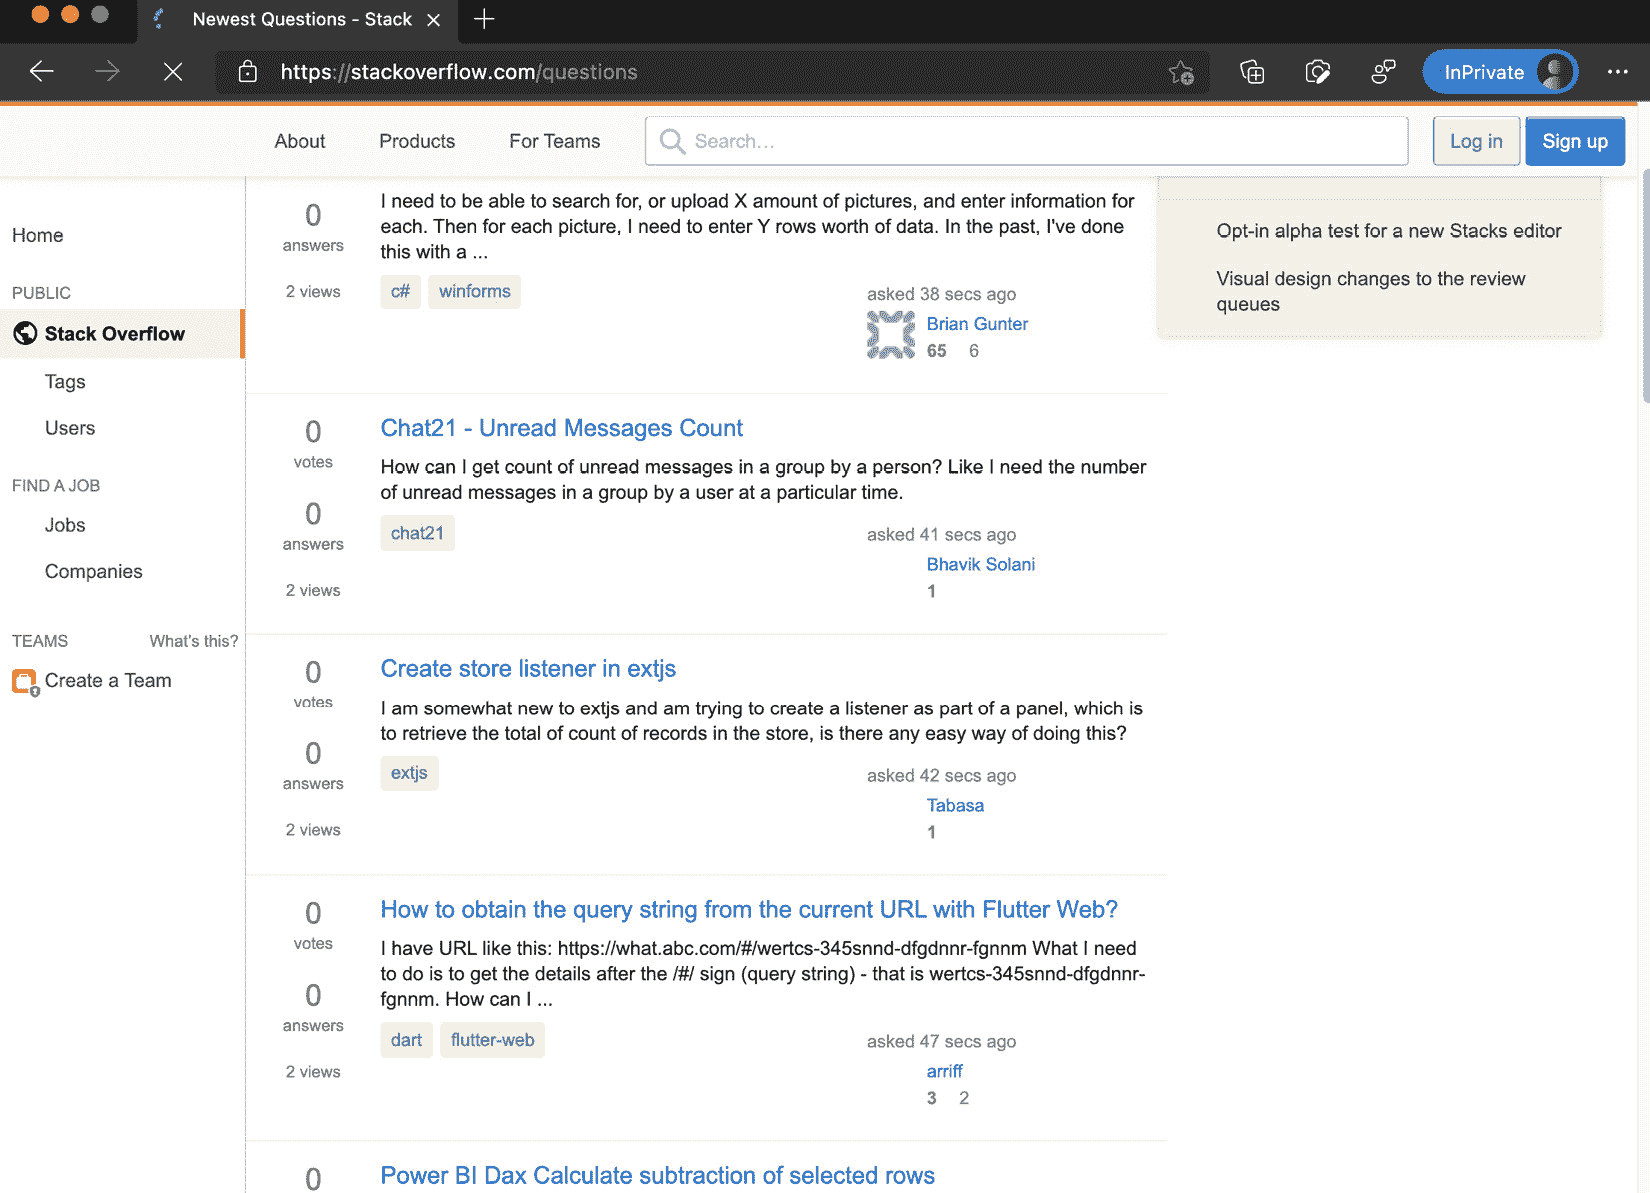 Newest Questions - Stack
https://stackoverflow.com/questions
InPrivate
About
Products
For Teams
Search...
Log in
Sign up
Home
PUBLIC
Stack Overflow
Tags
Users
FIND A JOB
Jobs
Companies
TEAMS
What's this?
Create a Team
0
answers
2 views
I need to be able to search for, or upload X amount of pictures, and enter information for
each. Then for each picture, I need to enter Y rows worth of data. In the past, I've done
this with a ...
c#
winforms
asked 38 secs ago
Brian Gunter
65 6
0
votes
0
answers
2 views
Chat21 - Unread Messages Count
How can I get count of unread messages in a group by a person? Like I need the number
of unread messages in a group by a user at a particular time.
chat21
asked 41 secs ago
Bhavik Solani
1
0
votes
0
answers
2 views
Create store listener in extjs
I am somewhat new to extjs and am trying to create a listener as part of a panel, which is
to retrieve the total of count of records in the store, is there any easy way of doing this?
extjs
asked 42 secs ago
Tabasa
1
0
votes
0
answers
2 views
How to obtain the query string from the current URL with Flutter Web?
I have URL like this: https://what.abc.com/#/wertcs-345snnd-dfgdnnr-fgnnm What I need
to do is to get the details after the /#/ sign (query string) - that is wertcs-345snnd-dfgdnnr-
fgnnm. How can I ...
dart
flutter-web
asked 47 secs ago
arriff
3 2
0
Power BI Dax Calculate subtraction of selected rows
Opt-in alpha test for a new Stacks editor
Visual design changes to the review
queues